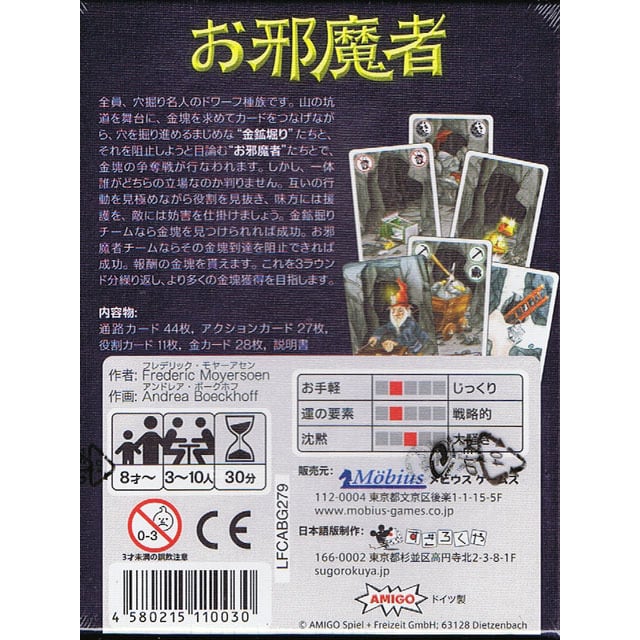 お邪魔者
全員、穴掘り名人のドワーフ種族です。山の坑
道を舞台に、金塊を求めてカードをつなげなが
ら、穴を掘り進めるまじめな“金鉱掘り”たちと、
それを阻止しようと目論む“お邪魔者”たちとで、
金塊の争奪戦が行なわれます。しかし、一体
誰がどちらの立場なのか判りません。互いの行
動を見極めながら役割を見抜き、味方には援
護を、敵には妨害を仕掛けましょう。金鉱掘り
チームなら金塊を見つけられれば成功。お邪
魔者チームならその金塊到達を阻止できれば
成功。報酬の金塊を貰えます。これを3ラウン
ド分繰り返し、より多くの金塊獲得を目指します。
内容物:
通路カード 44枚, アクションカード 27枚,
役割カード 11枚, 金カード 28枚, 説明書
フレデリック・モヤーアセン
作者: Frederic Moyersoen
アンドレア・ボークホフ
作画: Andrea Boeckhoff
お手軽 じっくり
運の要素 戦略的
沈黙
8才〜 3〜10人 30分
販売元: Möbius メビウス ゲームズ
112-0004 東京都文京区後楽1-1-15-5F
www.mobius-games.co.jp
日本語版制作: すごろくや
166-0002 東京都杉並区高円寺北2-3-8-1F
sugorokuya.jp
0-3
CE
3才未満の誤飲注意
LFCABG279
4 580215 110030
AMIGO ドイツ製
© AMIGO Spiel + Freizeit GmbH; 63128 Dietzenbach